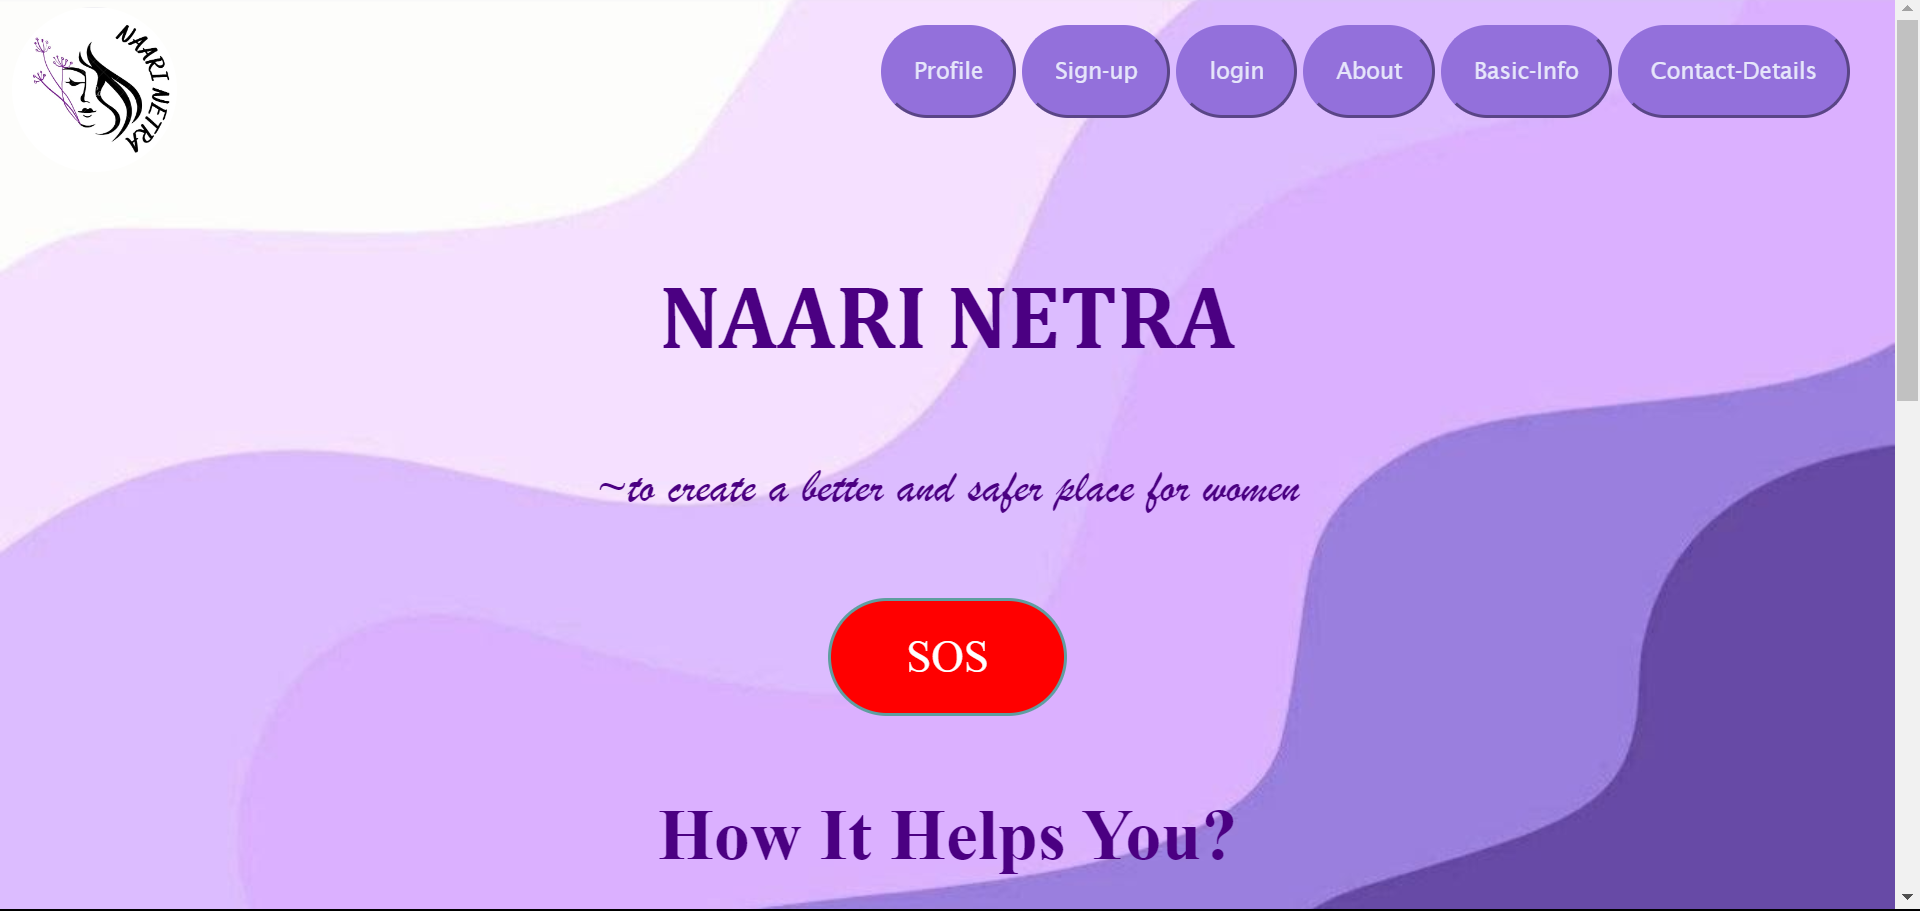 NAARI NETRA
Profile
Sign-up
login
About
Basic-Info
Contact-Details
NAARI NETRA
~to create a better and safer place for women
SOS
How It Helps You?